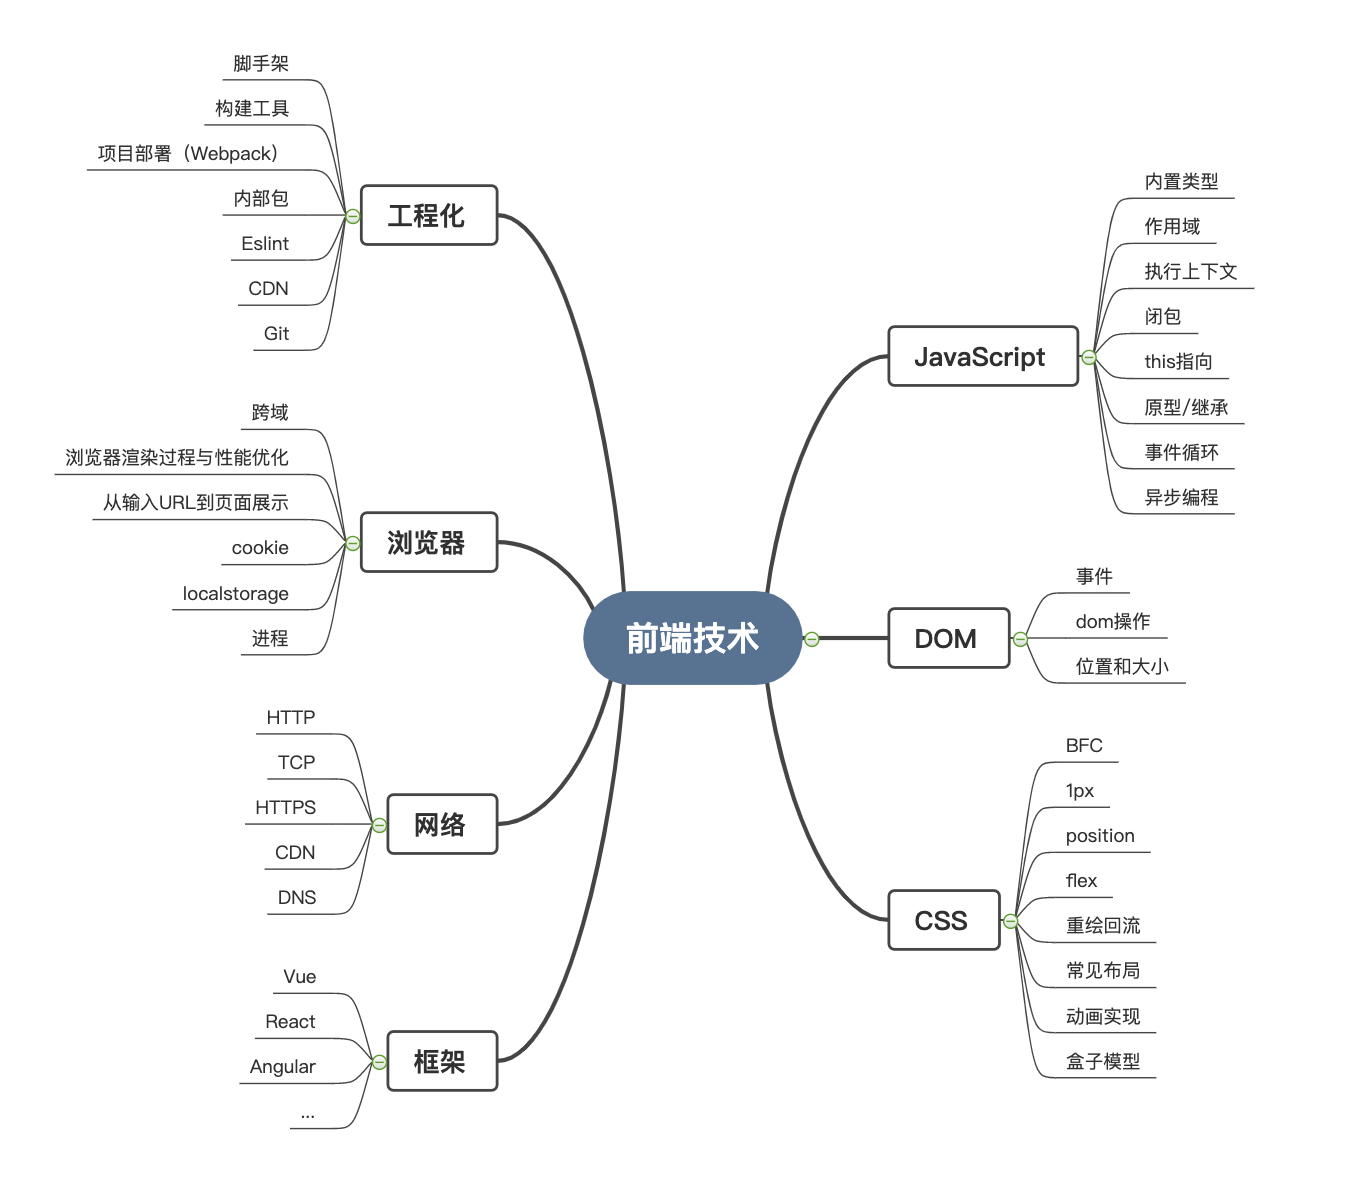 前端技术
工程化
脚手架
构建工具
项目部署（Webpack）
内部包
Eslint
CDN
Git
浏览器
跨域
浏览器渲染过程与性能优化
从输入URL到页面展示
cookie
localstorage
进程
网络
HTTP
TCP
HTTPS
CDN
DNS
框架
Vue
React
Angular
...
JavaScript
内置类型
作用域
执行上下文
闭包
this指向
原型/继承
事件循环
异步编程
DOM
事件
dom操作
位置和大小
CSS
BFC
1px
position
flex
重绘回流
常见布局
动画实现
盒子模型